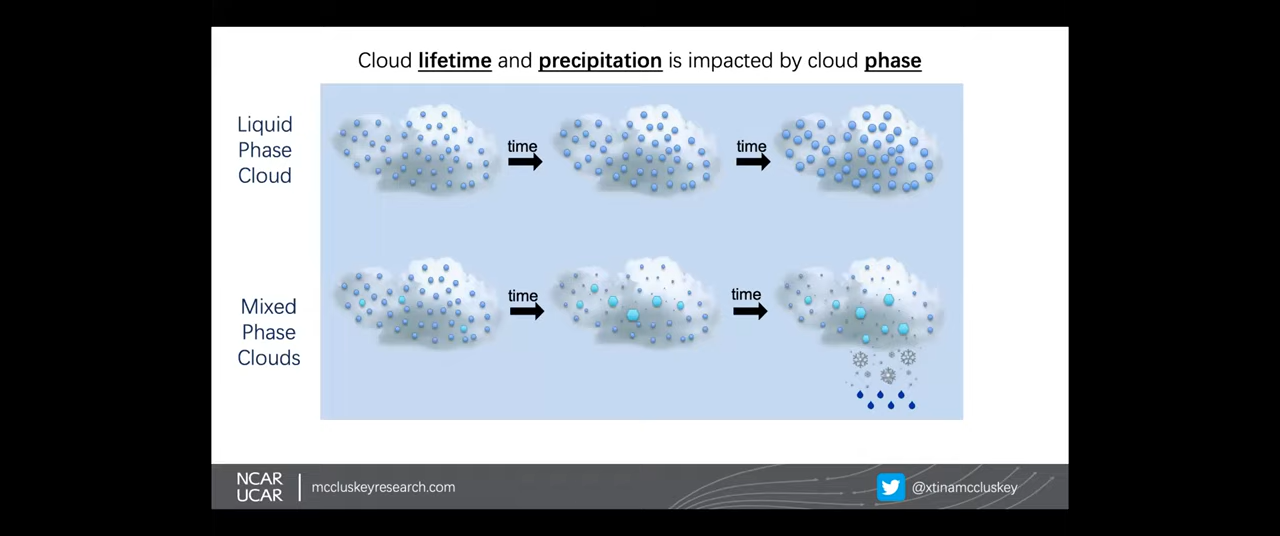 Cloud lifetime and precipitation is impacted by cloud phase
Liquid
Phase
Cloud
time
time
Mixed
Phase
Clouds
time
time
NCAR
UCAR
mccluskeyresearch.com
@xtinamccluskey